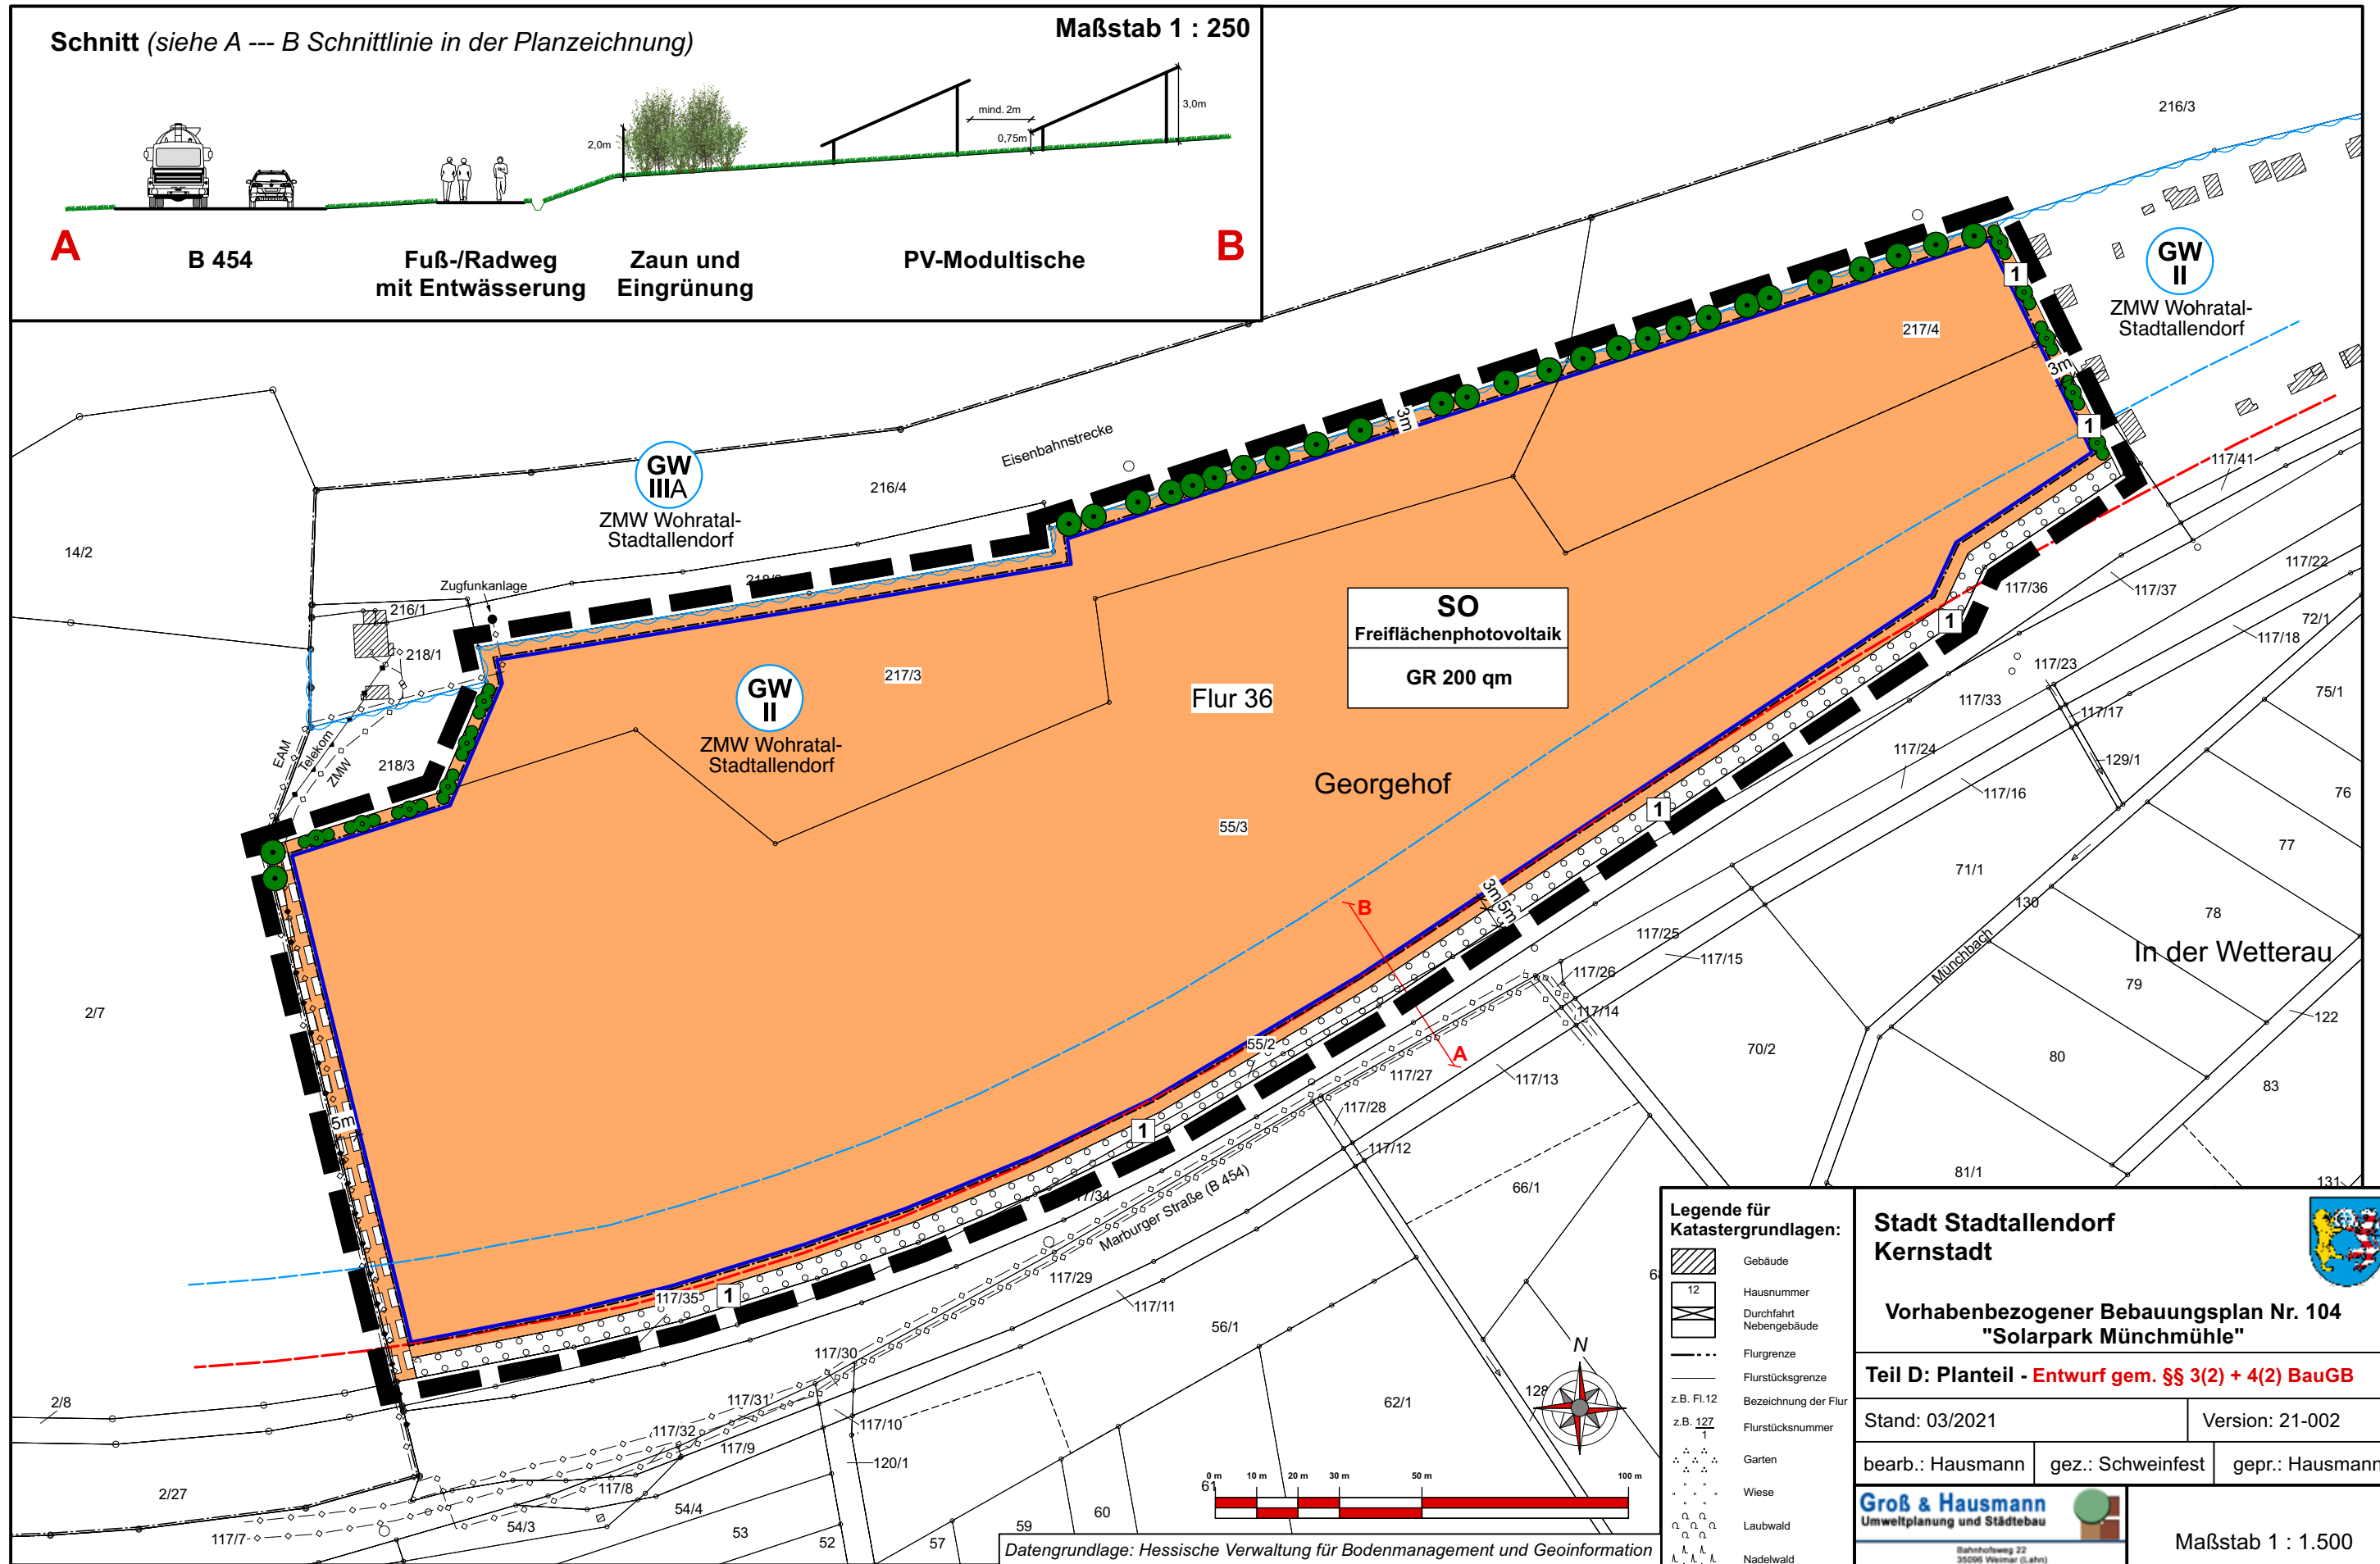 Schnitt (siehe A --- B Schnittlinie in der Planzeichnung)
Maßstab 1 : 250
2,0m
mind. 2m
0,75m
3,0m
A
B 454
Fuß-/Radweg
mit Entwässerung
Zaun und
Eingrünung
PV-Modultische
B
216/3
GW
II
ZMW Wohratal-
Stadtallendorf
1
217/4
3m
1
3m
Eisenbahnstrecke
GW
IIIA
ZMW Wohratal-
Stadtallendorf
216/4
14/2
Zugfunkanlage
216/1
218/1
217/3
GW
II
ZMW Wohratal-
Stadtallendorf
EAM
Telekom
ZMW
218/3
SO
Freiflächenphotovoltaik
GR 200 qm
Flur 36
Georgehof
55/3
117/41
117/22
117/37
117/36
1
72/1
117/18
117/23
117/33
117/17
75/1
117/24
129/1
117/16
76
1
77
71/1
3m
5m
B
130
78
117/25
Münchbach
In der Wetterau
117/15
117/26
79
2/7
117/14
122
55/2
A
70/2
80
117/27
117/13
83
5m
117/28
1
117/12
81/1
131
66/1
Marburger Straße (B 454)
117/29
117/35
1
117/11
56/1
117/30
2/8
117/31
117/10
62/1
128
N
117/32
117/9
120/1
2/27
117/8
54/4
61
0 m
10 m
20 m
30 m
50 m
100 m
117/7
54/3
53
52
57
59
60
Datengrundlage: Hessische Verwaltung für Bodenmanagement und Geoinformation
Legende für
Katastergrundlagen:
Gebäude
12
Hausnummer
Durchfahrt
Nebengebäude
Flurgrenze
Flurstücksgrenze
z.B. Fl.12
Bezeichnung der Flur
z.B. 127
1
Flurstücksnummer
Garten
Wiese
Laubwald
Nadelwald
Stadt Stadtallendorf
Kernstadt
Vorhabenbezogener Bebauungsplan Nr. 104
"Solarpark Münchmühle"
Teil D: Planteil - Entwurf gem. §§ 3(2) + 4(2) BauGB
Stand: 03/2021
Version: 21-002
bearb.: Hausmann
gez.: Schweinfest
gepr.: Hausmann
Groß & Hausmann
Umweltplanung und Städtebau
Bahnhofsweg 22
35096 Weimar (Lahn)
Maßstab 1 : 1.500